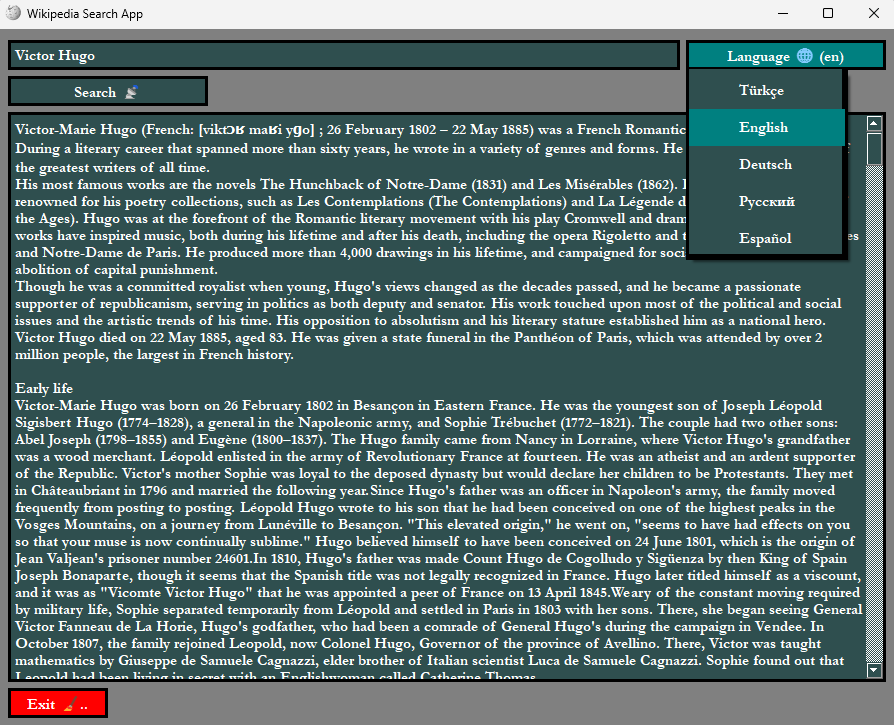 Wikipedia Search App
Victor Hugo
Language 🌐 (en)
Search
Türkçe
English
Deutsch
Русский
Español
Victor-Marie Hugo (French: [viktɔʁ maʁi yɡo] ; 26 February 1802 – 22 May 1885) was a French Romantic
During a literary career that spanned more than sixty years, he wrote in a variety of genres and forms. He
the greatest writers of all time.
His most famous works are the novels The Hunchback of Notre-Dame (1831) and Les Misérables (1862).
renowned for his poetry collections, such as Les Contemplations (The Contemplations) and La Légende d
the Ages). Hugo was at the forefront of the Romantic literary movement with his play Cromwell and dram
works have inspired music, both during his lifetime and after his death, including the opera Rigoletto and t es
and Notre-Dame de Paris. He produced more than 4,000 drawings in his lifetime, and campaigned for soci
abolition of capital punishment.
Though he was a committed royalist when young, Hugo's views changed as the decades passed, and he became a passionate
supporter of republicanism, serving in politics as both deputy and senator. His work touched upon most of the political and social
issues and the artistic trends of his time. His opposition to absolutism and his literary stature established him as a national hero.
Victor Hugo died on 22 May 1885, aged 83. He was given a state funeral in the Panthéon of Paris, which was attended by over 2
million people, the largest in French history.
Early life
Victor-Marie Hugo was born on 26 February 1802 in Besançon in Eastern France. He was the youngest son of Joseph Léopold
Sigisbert Hugo (1774–1828), a general in the Napoleonic army, and Sophie Trébuchet (1772–1821). The couple had two other sons:
Abel Joseph (1798–1855) and Eugène (1800–1837). The Hugo family came from Nancy in Lorraine, where Victor Hugo's grandfather
was a wood merchant. Léopold enlisted in the army of Revolutionary France at fourteen. He was an atheist and an ardent supporter
of the Republic. Victor's mother Sophie was loyal to the deposed dynasty but would declare her children to be Protestants. They met
in Châteaubriant in 1796 and married the following year.Since Hugo's father was an officer in Napoleon's army, the family moved
frequently from posting to posting. Léopold Hugo wrote to his son that he had been conceived on one of the highest peaks in the
Vosges Mountains, on a journey from Lunéville to Besançon. "This elevated origin," he went on, "seems to have had effects on you
so that your muse is now continually sublime." Hugo believed himself to have been conceived on 24 June 1801, which is the origin of
Jean Valjean's prisoner number 24601.In 1810, Hugo's father was made Count Hugo de Cogolludo y Sigüenza by then King of Spain
Joseph Bonaparte, though it seems that the Spanish title was not legally recognized in France. Hugo later titled himself as a viscount,
and it was as "Vicomte Victor Hugo" that he was appointed a peer of France on 13 April 1845.Weary of the constant moving required
by military life, Sophie separated temporarily from Léopold and settled in Paris in 1803 with her sons. There, she began seeing General
Victor Fanneau de La Horie, Hugo's godfather, who had been a comrade of General Hugo's during the campaign in Vendee. In
October 1807, the family rejoined Leopold, now Colonel Hugo, Governor of the province of Avellino. There, Victor was taught
mathematics by Giuseppe de Samuele Cagnazzi, elder brother of Italian scientist Luca de Samuele Cagnazzi. Sophie found out that
Leopold had been living in secret with an Englishwoman called Catherine Thomas.
Exit ..